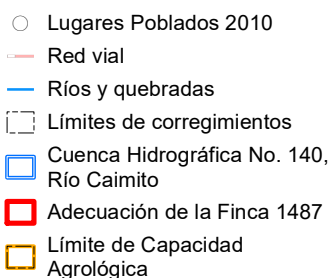 Lugares Poblados 2010
Red vial
Ríos y quebradas
Límites de corregimientos
Cuenca Hidrográfica No. 140,
Río Caimito
Adecuación de la Finca 1487
Límite de Capacidad
Agrológica